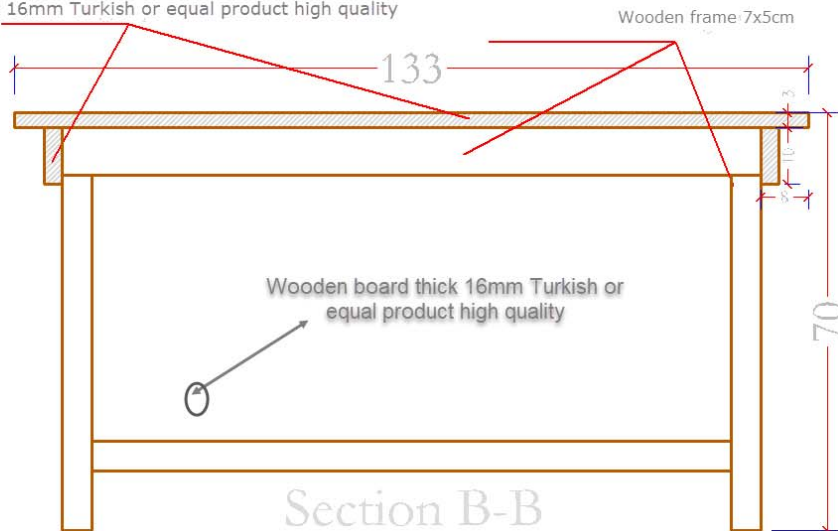 16mm Turkish or equal product high quality
Wooden frame 7x5cm
133
3
10
8
Wooden board thick 16mm Turkish or
equal product high quality
70
Section B-B